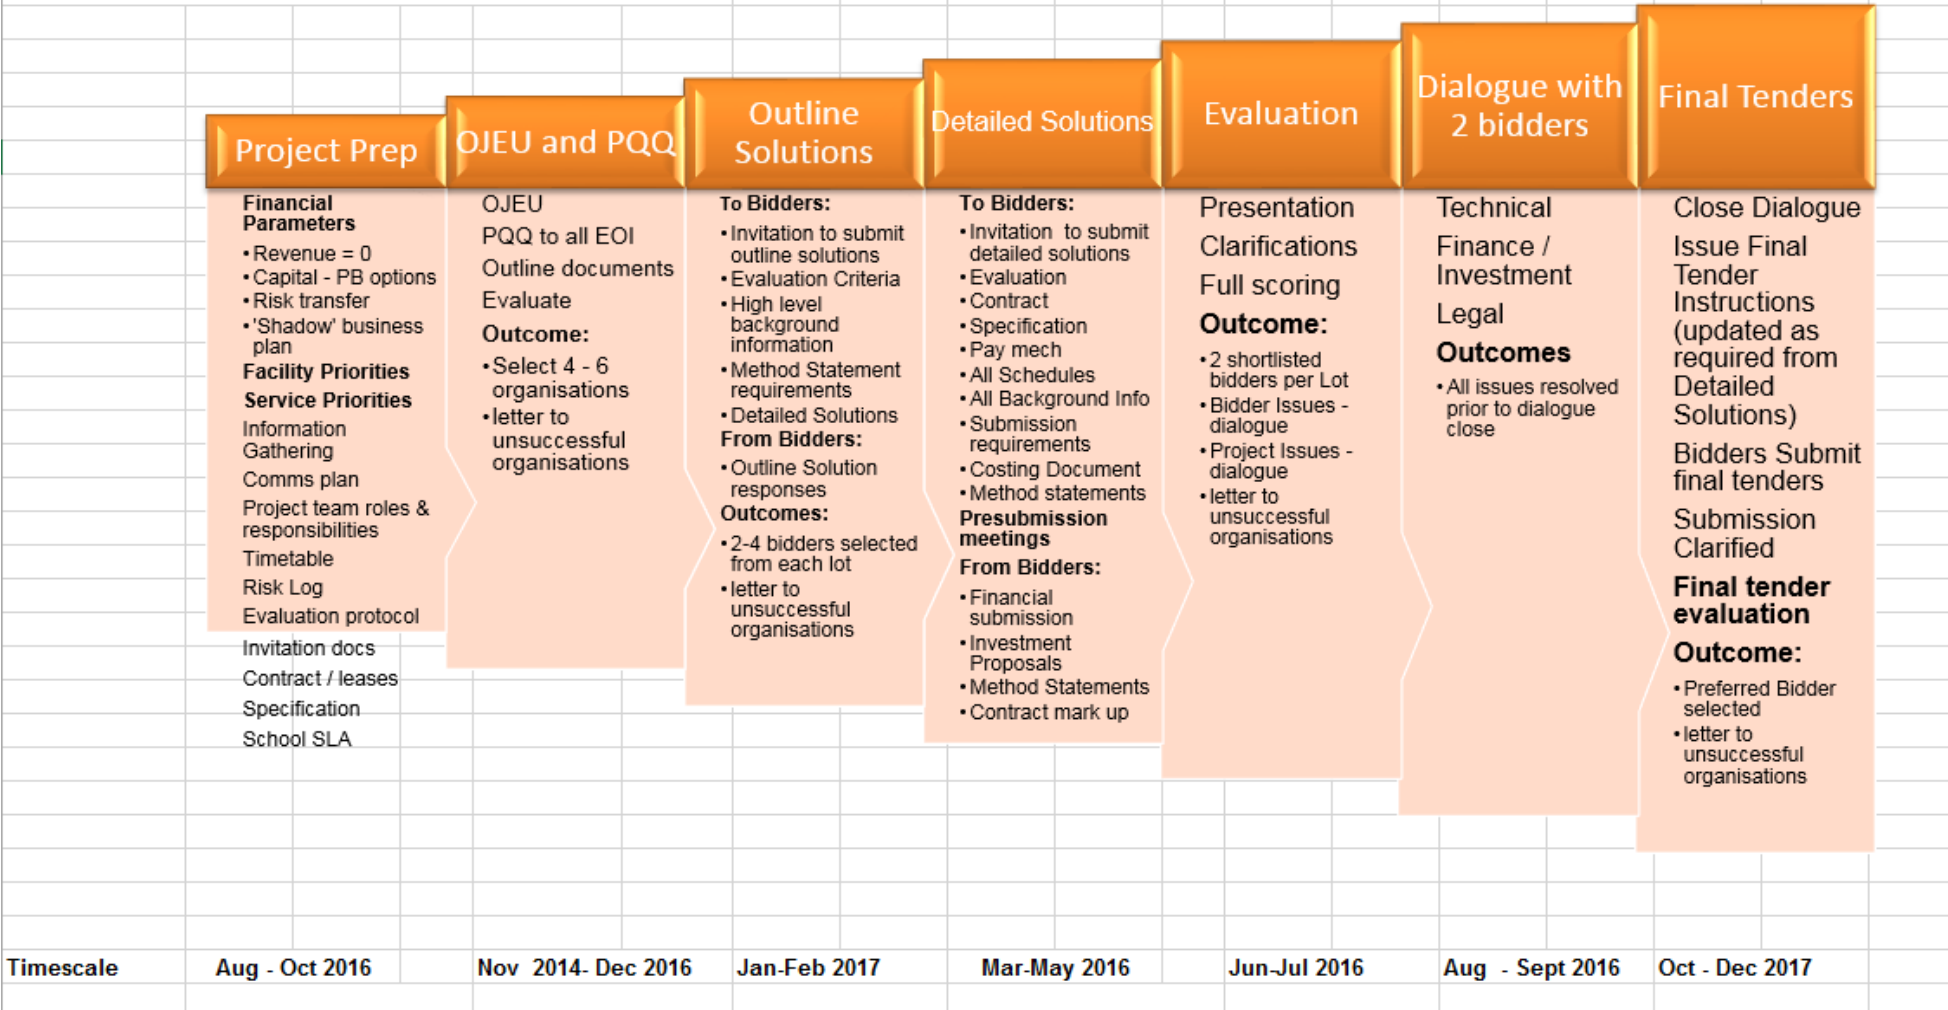 Project Prep
Financial
Parameters
• Revenue = 0
• Capital - PB options
• Risk transfer
• 'Shadow' business
plan
Facility Priorities
Service Priorities
Information
Gathering
Comms plan
Project team roles &
responsibilities
Timetable
Risk Log
Evaluation protocol
Invitation docs
Contract / leases
Specification
School SLA
OJEU and PQQ
OJEU
PQQ to all EOI
Outline documents
Evaluate
Outcome:
• Select 4 - 6
organisations
• letter to
unsuccessful
organisations
Outline
Solutions
To Bidders:
• Invitation to submit
outline solutions
• Evaluation Criteria
• High level
background
information
• Method Statement
requirements
• Detailed Solutions
From Bidders:
• Outline Solution
responses
Outcomes:
• 2-4 bidders selected
from each lot
• letter to
unsuccessful
organisations
Detailed Solutions
To Bidders:
• Invitation to submit
detailed solutions
• Evaluation
• Contract
• Specification
• Pay mech
• All Schedules
• All Background Info
• Submission
requirements
• Costing Document
• Method statements
Presubmission
meetings
From Bidders:
• Financial
submission
• Investment
Proposals
• Method Statements
• Contract mark up
Evaluation
Presentation
Clarifications
Full scoring
Outcome:
• 2 shortlisted
bidders per Lot
• Bidder Issues -
dialogue
• Project Issues -
dialogue
• letter to
unsuccessful
organisations
Dialogue with
2 bidders
Technical
Finance /
Investment
Legal
Outcomes
• All issues resolved
prior to dialogue
close
Final Tenders
Close Dialogue
Issue Final
Tender
Instructions
(updated as
required from
Detailed
Solutions)
Bidders Submit
final tenders
Submission
Clarified
Final tender
evaluation
Outcome:
• Preferred Bidder
selected
• letter to
unsuccessful
organisations
Timescale Aug - Oct 2016 Nov 2014- Dec 2016 Jan-Feb 2017 Mar-May 2016 Jun-Jul 2016 Aug - Sept 2016 Oct - Dec 2017